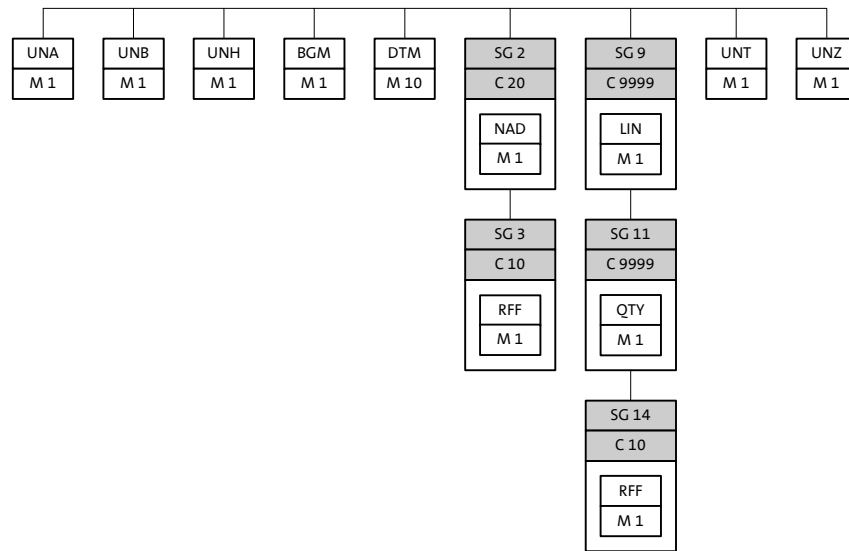 UNA UNB UNH BGM DTM SG 2 SG 9 UNT UNZ
M 1 M 1 M 1 M 1 M 10 C 20 C 9999 M 1 M 1
NAD LIN
M 1 M 1
SG 3 SG 11
C 10 C 9999
RFF QTY
M 1 M 1
SG 14
C 10
RFF
M 1